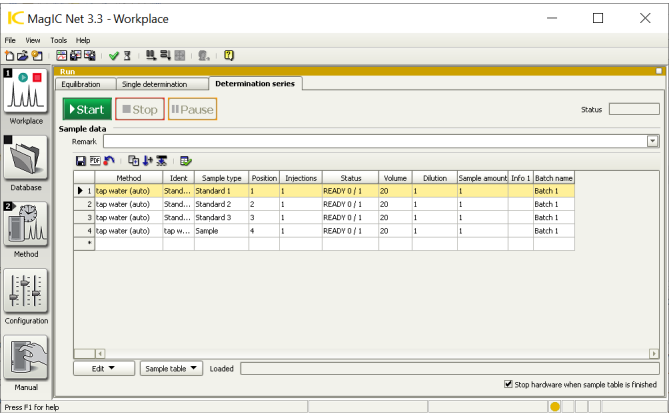 MagIC Net 3.3 - Workplace
File View Tools Help
Run
Equilibration Single determination Determination series
Start Stop Pause Status
Sample data
Remark
Method Ident Sample type Position Injections Status Volume Dilution Sample amount Info 1 Batch name
1 tap water (auto) Stand... Standard 1 1 1 READY 0 / 1 20 1 1 Batch 1
2 tap water (auto) Stand... Standard 2 2 1 READY 0 / 1 20 1 1 Batch 1
3 tap water (auto) Stand... Standard 3 3 1 READY 0 / 1 20 1 1 Batch 1
4 tap water (auto) tap w... Sample 4 1 READY 0 / 1 20 1 1 Batch 1
*
Edit Sample table Loaded
Stop hardware when sample table is finished
1
Workplace
Database
2
Method
Configuration
Manual
PDF
Press F1 for help